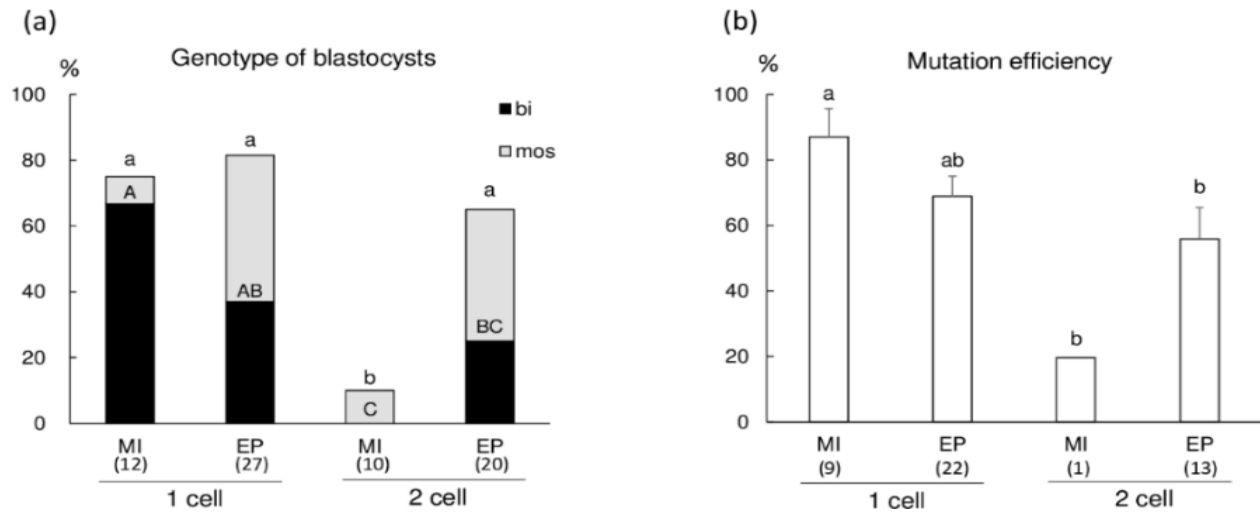 (a)
Genotype of blastocysts
%
100
80
60
40
20
0
bi
mos
a
A
a
AB
b
C
a
BC
MI
EP
MI
EP
(12)
(27)
(10)
(20)
1 cell
2 cell
(b)
Mutation efficiency
%
100
80
60
40
20
0
a
ab
b
b
MI
EP
MI
EP
(9)
(22)
(1)
(13)
1 cell
2 cell